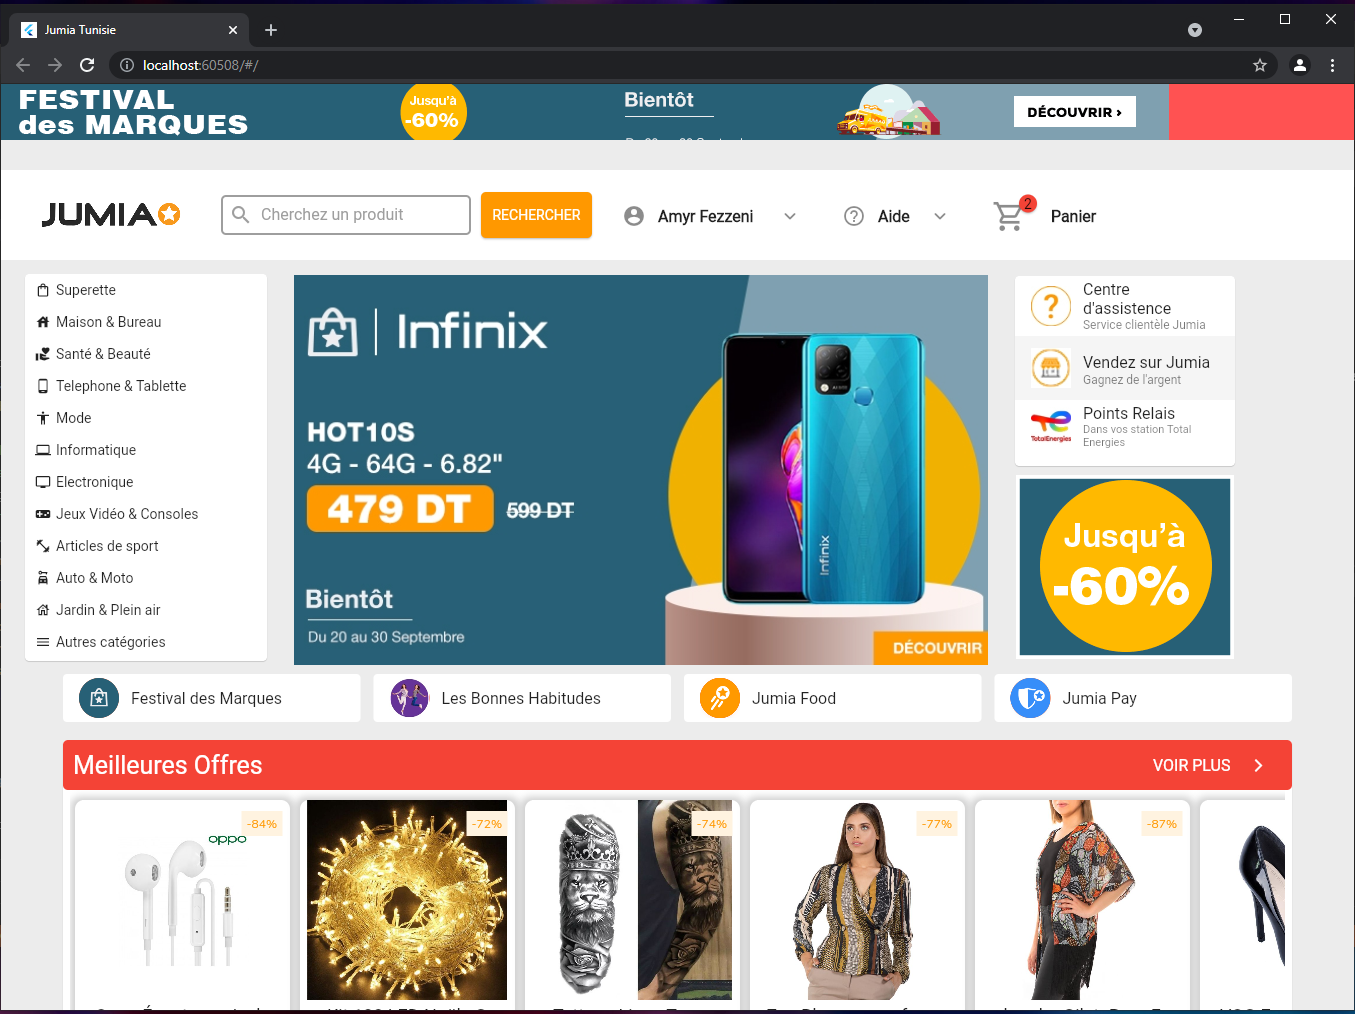 Jumia Tunisie
localhost:60508/#/
FESTIVAL
des MARQUES
Jusqu'à
-60%
Bientôt
DÉCOUVRIR ›
JUMIA
Cherchez un produit
RECHERCHER
Amyr Fezzeni
Aide
2
Panier
Superette
Maison & Bureau
Santé & Beauté
Telephone & Tablette
Mode
Informatique
Electronique
Jeux Vidéo & Consoles
Articles de sport
Auto & Moto
Jardin & Plein air
Autres catégories
Infinix
HOT10S
4G - 64G - 6.82"
479 DT
599 DT
Bientôt
Du 20 au 30 Septembre
Infinix
DÉCOUVRIR
Centre
d'assistence
Service clientèle Jumia
Vendez sur Jumia
Gagnez de l'argent
TotalEnergies
Points Relais
Dans vos station Total
Energies
Jusqu'à
-60%
Festival des Marques
Les Bonnes Habitudes
Jumia Food
Jumia Pay
Meilleures Offres
VOIR PLUS
-84%
oppo
-72%
-74%
-77%
-87%